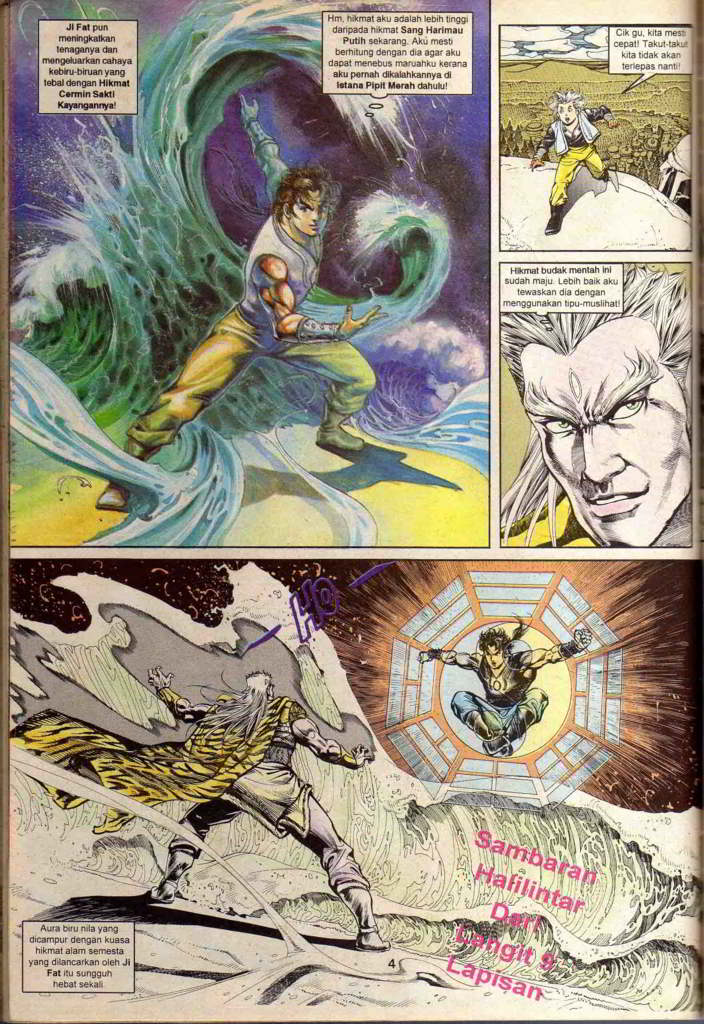 Ji Fat pun
meningkatkan
tenaganya dan
mengeluarkan cahaya
kebiru-biruan yang
tebal dengan Hikmat
Cermin Sakti
Kayangannya!
Hm, hikmat aku adalah lebih tinggi
daripada hikmat Sang Harimau
Putih sekarang. Aku mesti
berhitung dengan dia agar aku
dapat menebus maruahku kerana
aku pernah dikalahkannya di
Istana Pipit Merah dahulu!
Cik gu, kita mesti
cepat! Takut-takut
kita tidak akan
terlepas nanti!
Hikmat budak mentah ini
sudah maju. Lebih baik aku
tewaskan dia dengan
menggunakan tipu-muslihat!
HO
Sambaran
Halilintar
Dari
Langit 9
Lapisan
Aura biru nila yang
dicampur dengan kuasa
hikmat alam semesta
yang dilancarkan oleh Ji
Fat itu sungguh
hebat sekali.
4